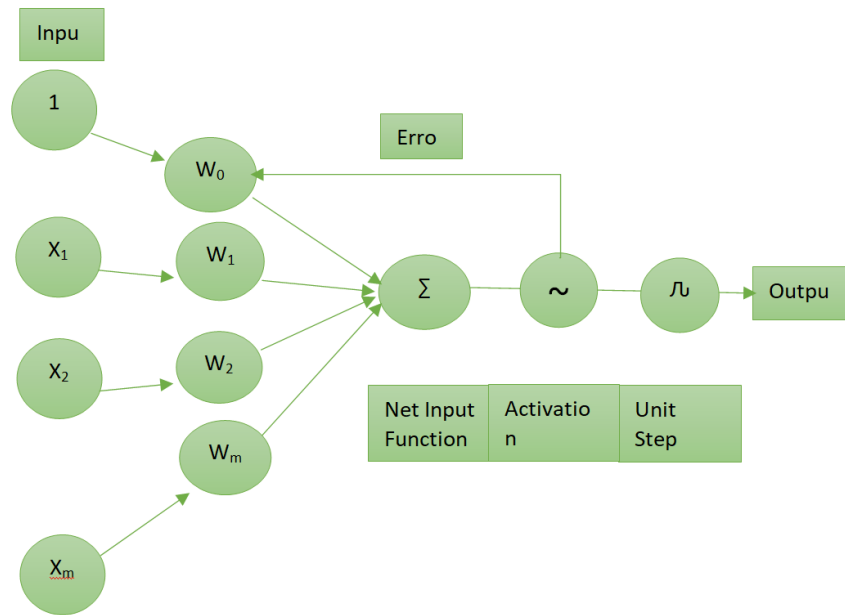 Inpu
1
Erro
W₀
X₁
W₁
Σ
~
Outpu
X₂
W₂
Net Input
Function
Activatio
n
Unit
Step
Wₘ
Xₘ